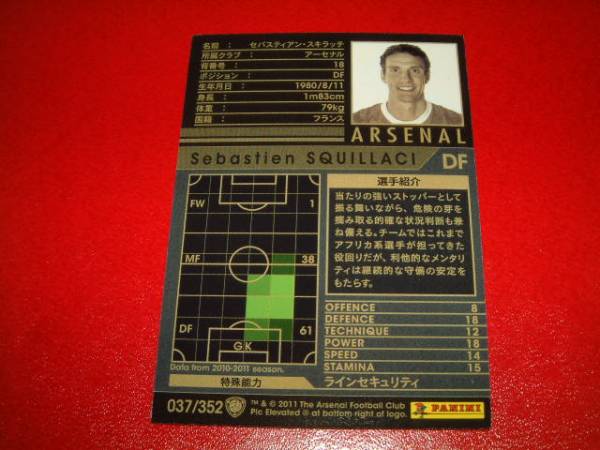 名前 : セバスティアン・スキラッチ
所属クラブ : アーセナル
背番号 : 18
ポジション : DF
生年月日 : 1980/8/11
身長 : 1m83cm
体重 : 79kg
国籍 : フランス
ARSENAL
Sebastien SQUILLACI DF
選手紹介
当たりの強いストッパーとして
振る舞いながら、危険の芽を
摘み取る的確な状況判断も兼
ね備える。チームではこれまで
アフリカ系選手が担ってきた
役回りだが、利他的なメンタリ
ティは継続的な守備の安定を
もたらす。
FW 1
MF 38
DF 61
G.K
Data from 2010-2011 season.
OFFENCE 8
DEFENCE 18
TECHNIQUE 12
POWER 18
SPEED 14
STAMINA 15
特殊能力 ラインセキュリティ
037/352 ™ & © 2011 The Arsenal Football Club
Pic Elevated ® at bottom right of logo.
PANINI